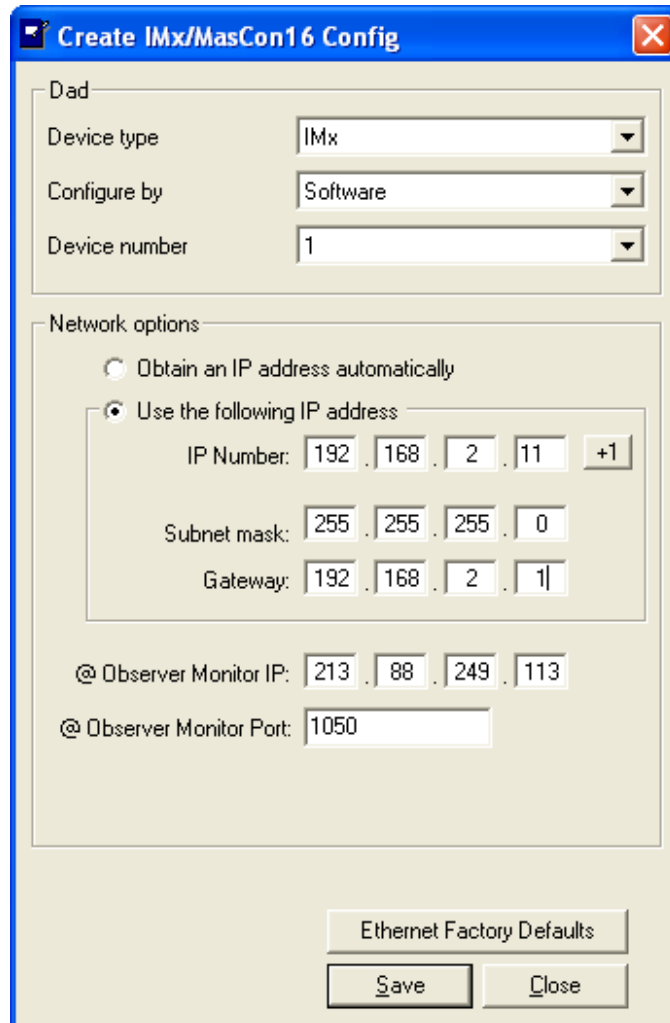 Create IMx/MasCon16 Config
Dad
Device type IMx
Configure by Software
Device number 1
Network options
Obtain an IP address automatically
Use the following IP address
IP Number: 192 . 168 . 2 . 11 +1
Subnet mask: 255 . 255 . 255 . 0
Gateway: 192 . 168 . 2 . 1
@ Observer Monitor IP: 213 . 88 . 249 . 113
@ Observer Monitor Port: 1050
Ethernet Factory Defaults
Save Close